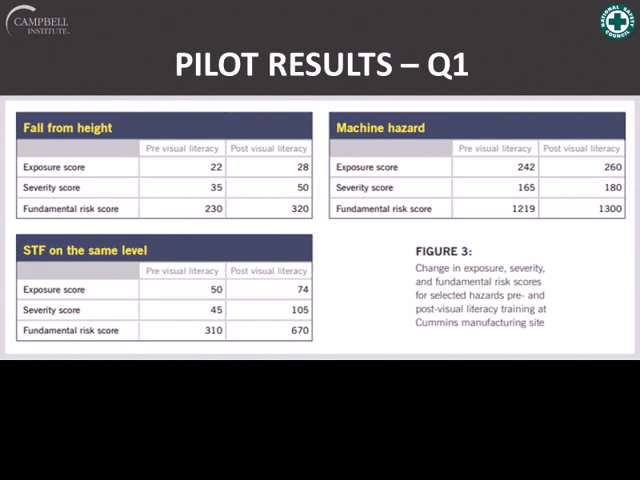 CAMPBELL
INSTITUTE
NATIONAL SAFETY
COUNCIL
PILOT RESULTS – Q1
Fall from height
Pre visual literacy Post visual literacy
Exposure score 22 28
Severity score 35 50
Fundamental risk score 230 320
Machine hazard
Pre visual literacy Post visual literacy
Exposure score 242 260
Severity score 165 180
Fundamental risk score 1219 1300
STF on the same level
Pre visual literacy Post visual literacy
Exposure score 50 74
Severity score 45 105
Fundamental risk score 310 670
FIGURE 3:
Change in exposure, severity,
and fundamental risk scores
for selected hazards pre- and
post-visual literacy training at
Cummins manufacturing site